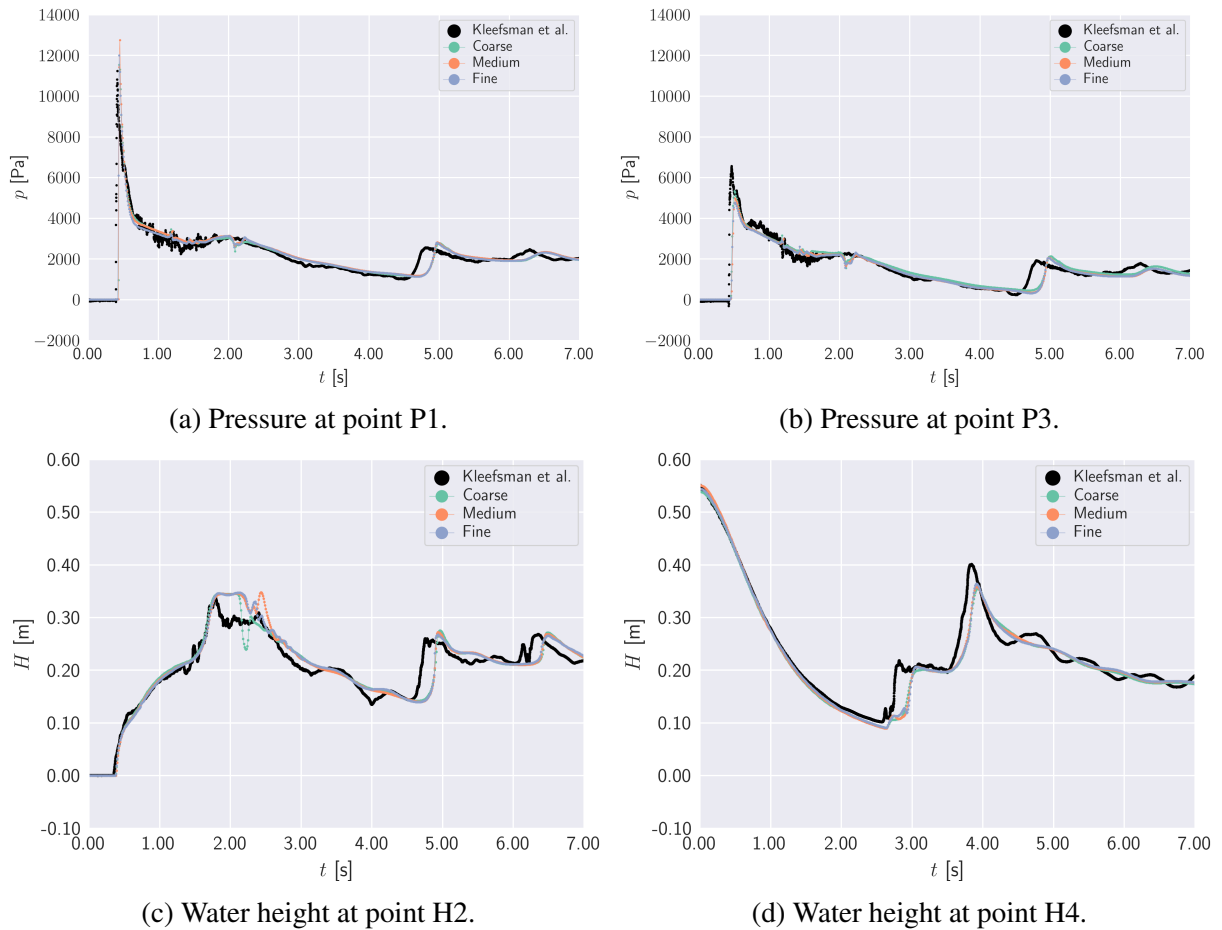 14000
12000
10000
8000
6000
4000
2000
0
−2000
p [Pa]
0.00 1.00 2.00 3.00 4.00 5.00 6.00 7.00
t [s]
Kleefsman et al.
Coarse
Medium
Fine
(a) Pressure at point P1.
14000
12000
10000
8000
6000
4000
2000
0
−2000
p [Pa]
0.00 1.00 2.00 3.00 4.00 5.00 6.00 7.00
t [s]
Kleefsman et al.
Coarse
Medium
Fine
(b) Pressure at point P3.
0.60
0.50
0.40
0.30
0.20
0.10
0.00
-0.10
H [m]
0.00 1.00 2.00 3.00 4.00 5.00 6.00 7.00
t [s]
Kleefsman et al.
Coarse
Medium
Fine
(c) Water height at point H2.
0.60
0.50
0.40
0.30
0.20
0.10
0.00
-0.10
H [m]
0.00 1.00 2.00 3.00 4.00 5.00 6.00 7.00
t [s]
Kleefsman et al.
Coarse
Medium
Fine
(d) Water height at point H4.